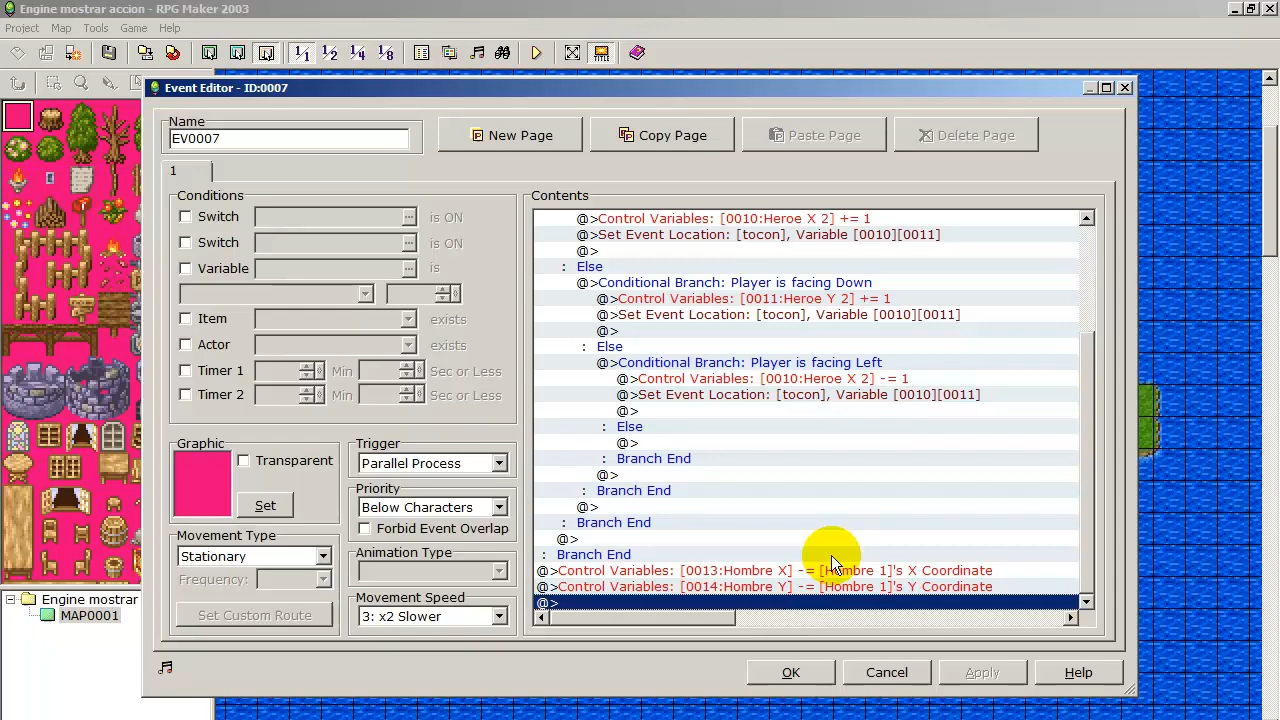 Engine mostrar accion - RPG Maker 2003
Project Map Tools Game Help
1/1 1/2 1/4 1/8
Event Editor - ID:0007
Name
EV0007
New Page
Copy Page
Paste Page
Delete Page
1
Conditions
Switch ... is ON
Switch ... is ON
Variable ... is
Item exists
Actor exists
Timer 1 Min Sec or Less
Timer 2 Min Sec or Less
Graphic
Transparent
Set
Movement Type
Stationary
Frequency:
Set Custom Route
Trigger
Parallel Process
Priority
Below Characters
Forbid Event Overlap
Animation Type
Movement Speed
3: x2 Slower
Contents
@>Control Variables: [0010:Heroe X 2] += 1
@>Set Event Location: [tocon], Variable [0010][0011]
@>
: Else
@>Conditional Branch: Player is facing Down
@>Control Variables: [0011:Heroe Y 2] += 1
@>Set Event Location: [tocon], Variable [0010][0011]
@>
: Else
@>Conditional Branch: Player is facing Left
@>Control Variables: [0010:Heroe X 2] -= 1
@>Set Event Location: [tocon], Variable [0010][0011]
@>
: Else
@>
: Branch End
@>
: Branch End
@>
: Branch End
@>
: Branch End
@>Control Variables: [0013:Hombre X] -= [Hombre 1]'s X Coordinate
@>Control Variables: [0014:Hombre Y] -= [Hombre 1]'s Y Coordinate
@>
OK
Cancel
Apply
Help
Engine mostrar
MAP0001